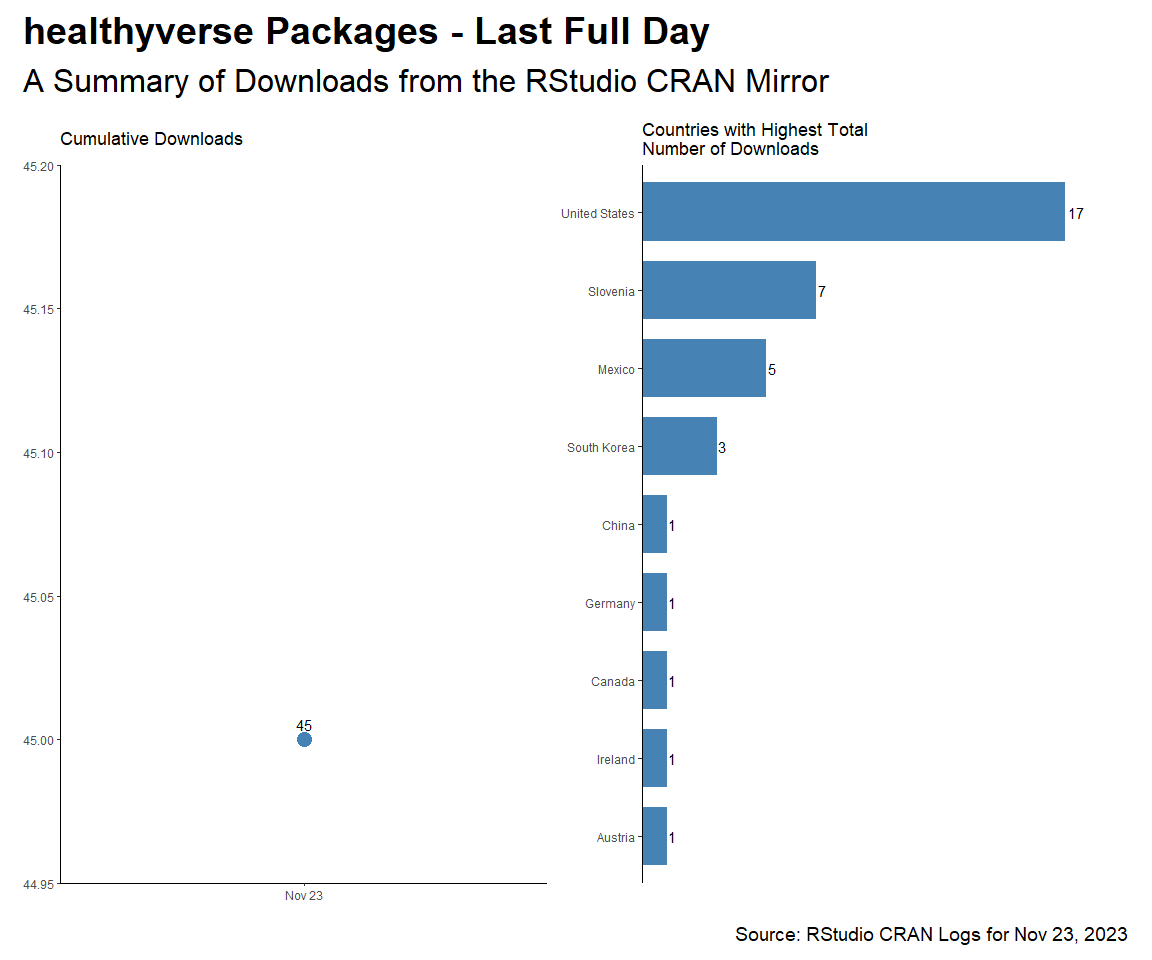 healthyverse Packages - Last Full Day
A Summary of Downloads from the RStudio CRAN Mirror
Cumulative Downloads
45.20
45.15
45.10
45.05
45.00
44.95
45
Nov 23
Countries with Highest Total
Number of Downloads
United States 17
Slovenia 7
Mexico 5
South Korea 3
China 1
Germany 1
Canada 1
Ireland 1
Austria 1
Source: RStudio CRAN Logs for Nov 23, 2023